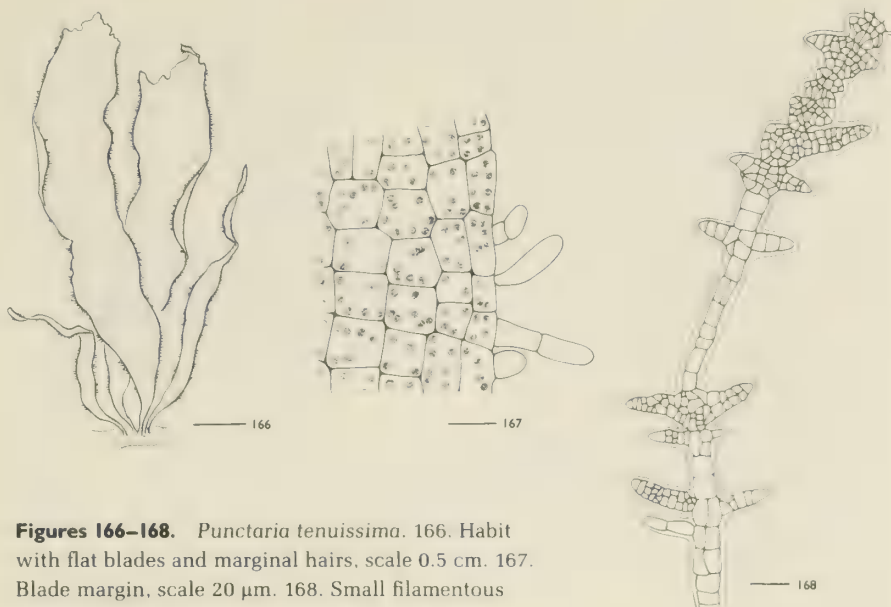 166
167
168
Figures 166–168. Punctaria tenuissima. 166. Habit
with flat blades and marginal hairs, scale 0.5 cm. 167.
Blade margin, scale 20 µm. 168. Small filamentous